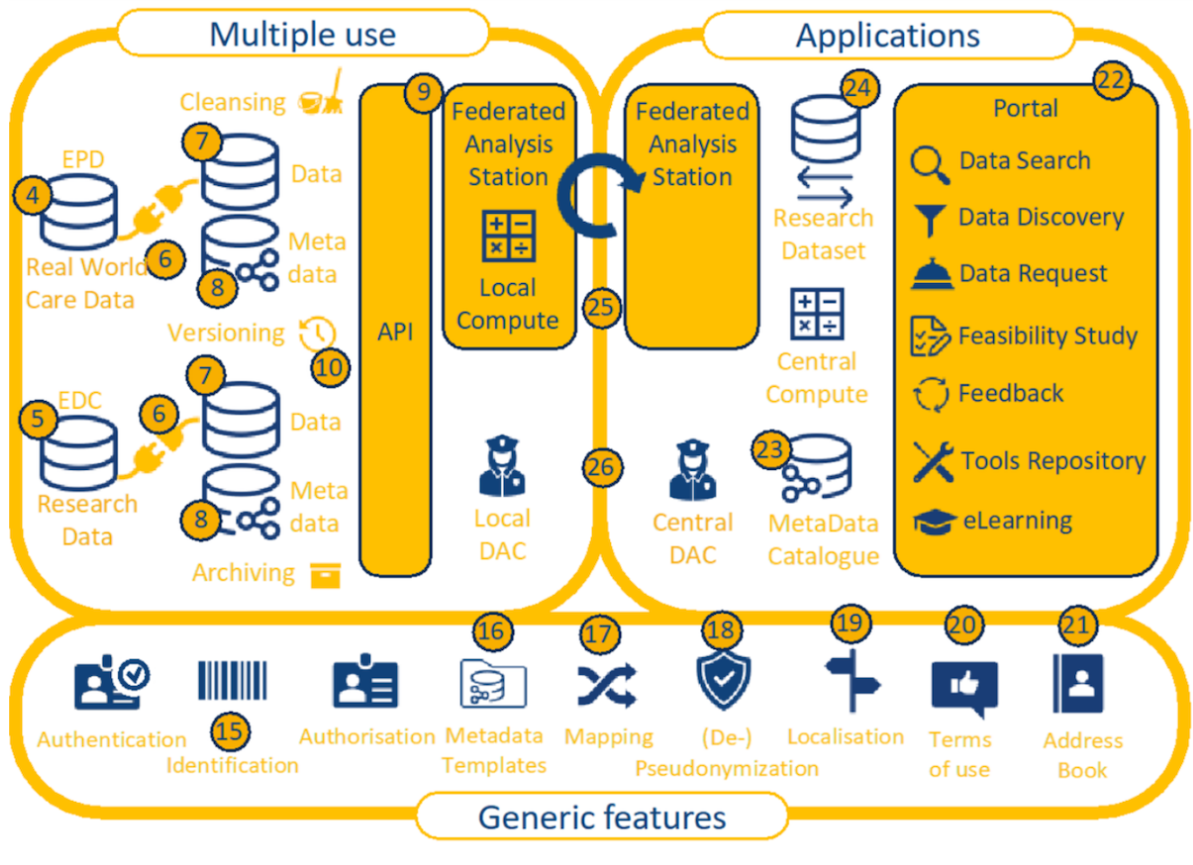 Multiple use
Applications
Cleansing
7
EPD
4
Data
6
Real World
Care Data
8
Meta
data
Versioning
10
7
EDC
5
6
Data
Research
Data
8
Meta
data
Archiving
API
9
Federated
Analysis
Station
Local
Compute
25
Federated
Analysis
Station
Local
DAC
26
Central
DAC
24
Research
Dataset
Central
Compute
23
MetaData
Catalogue
22
Portal
Data Search
Data Discovery
Data Request
Feasibility Study
Feedback
Tools Repository
eLearning
Authentication
15
Identification
Authorisation
16
Metadata
Templates
17
Mapping
18
(De-)
Pseudonymization
19
Localisation
20
Terms
of use
21
Address
Book
Generic features